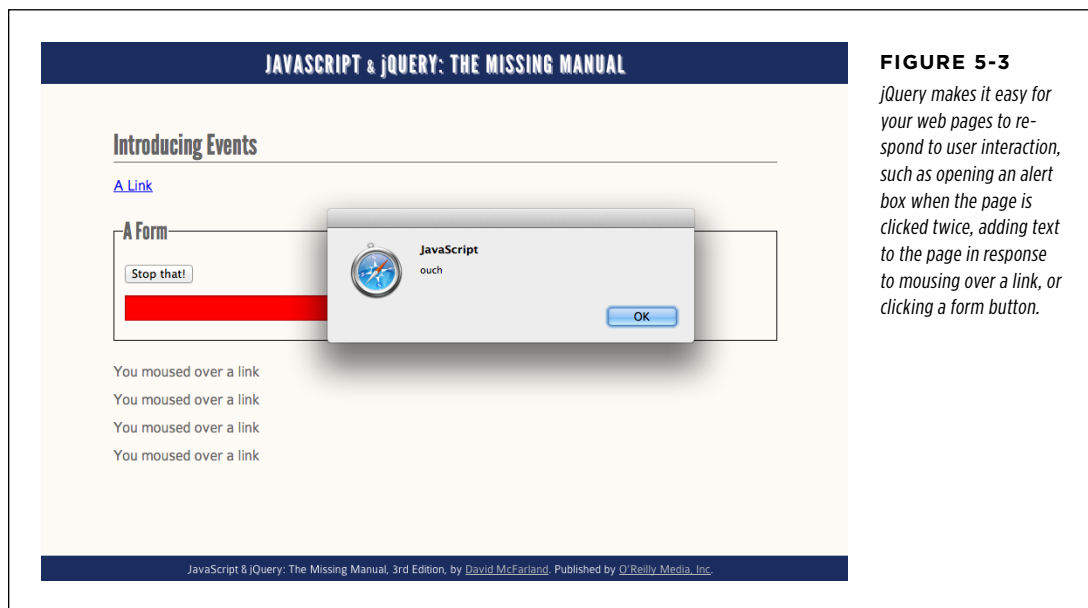 JAVASCRIPT & jQUERY: THE MISSING MANUAL
Introducing Events
A Link
A Form
Stop that!
JavaScript
ouch
OK
You moused over a link
You moused over a link
You moused over a link
You moused over a link
JavaScript & jQuery: The Missing Manual, 3rd Edition, by David McFarland. Published by O'Reilly Media, Inc.
FIGURE 5-3
jQuery makes it easy for
your web pages to re-
spond to user interaction,
such as opening an alert
box when the page is
clicked twice, adding text
to the page in response
to mousing over a link, or
clicking a form button.